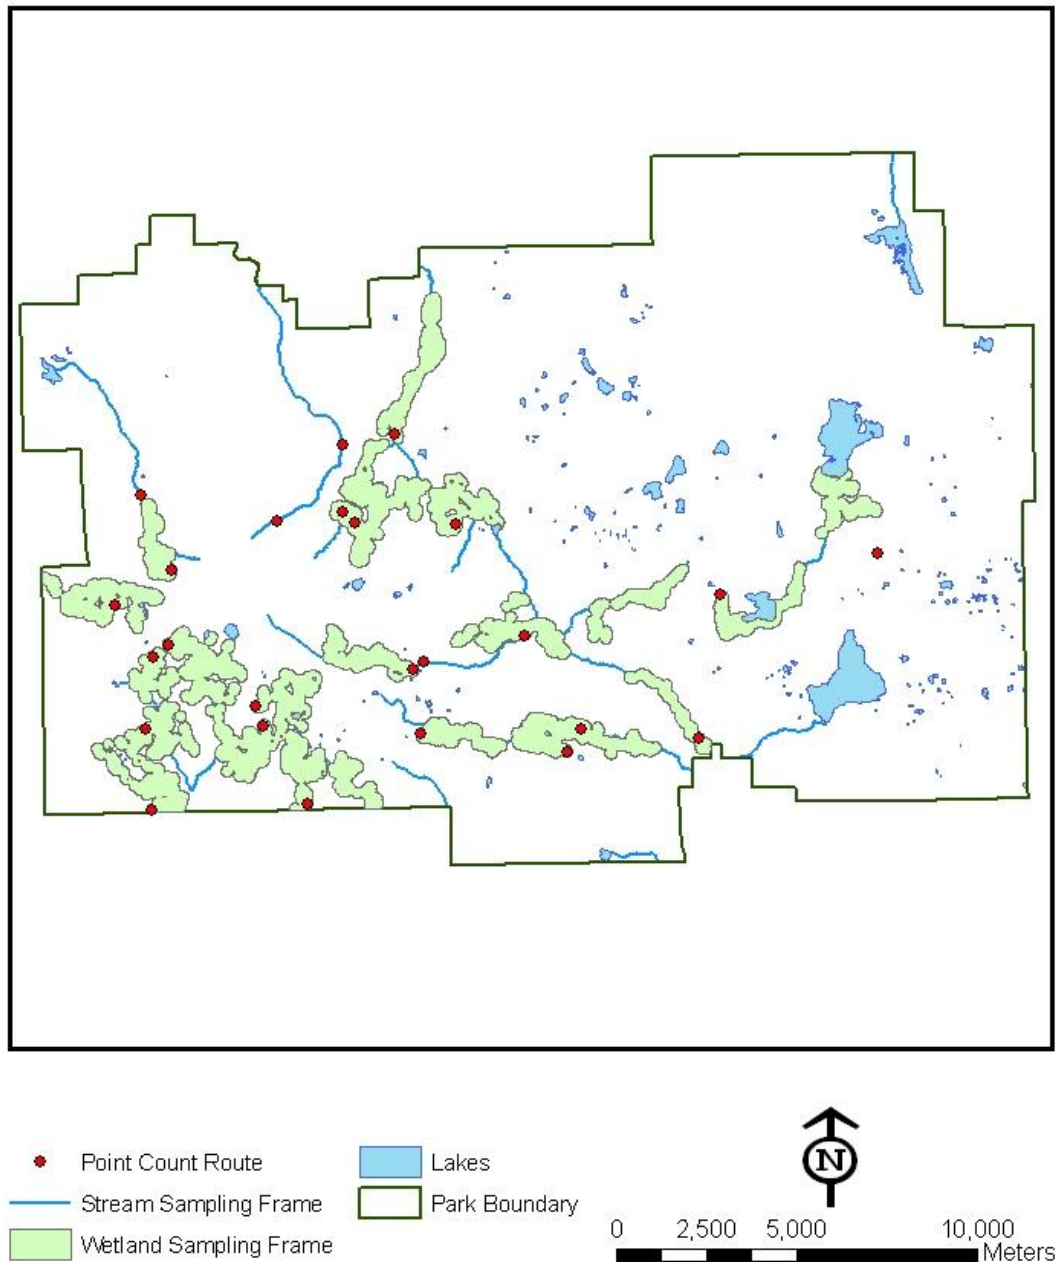 N
Point Count Route
Lakes
Stream Sampling Frame
Park Boundary
Wetland Sampling Frame
0 2,500 5,000 10,000
Meters